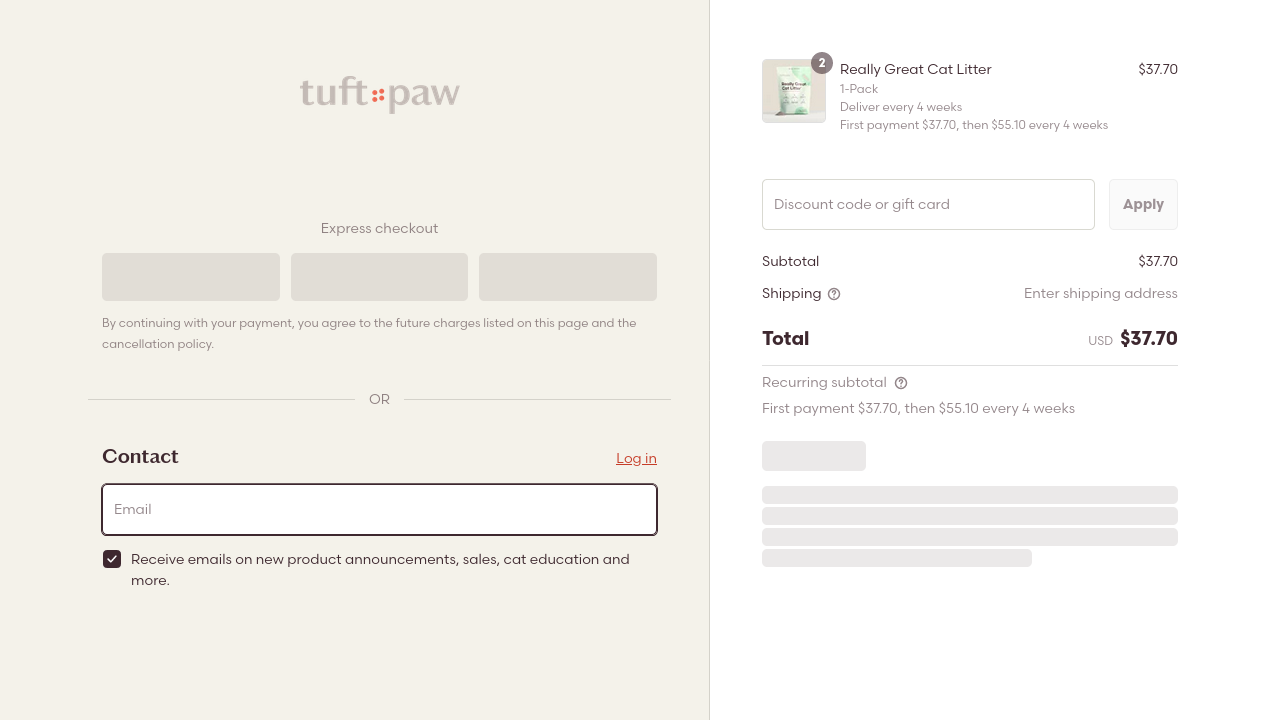 tuft paw
Express checkout
By continuing with your payment, you agree to the future charges listed on this page and the
cancellation policy.
OR
Contact
Log in
Email
Receive emails on new product announcements, sales, cat education and
more.
2
Really Great
Cat Litter
Really Great Cat Litter
$37.70
1-Pack
Deliver every 4 weeks
First payment $37.70, then $55.10 every 4 weeks
Discount code or gift card
Apply
Subtotal
$37.70
Shipping
Enter shipping address
Total
USD $37.70
Recurring subtotal
First payment $37.70, then $55.10 every 4 weeks